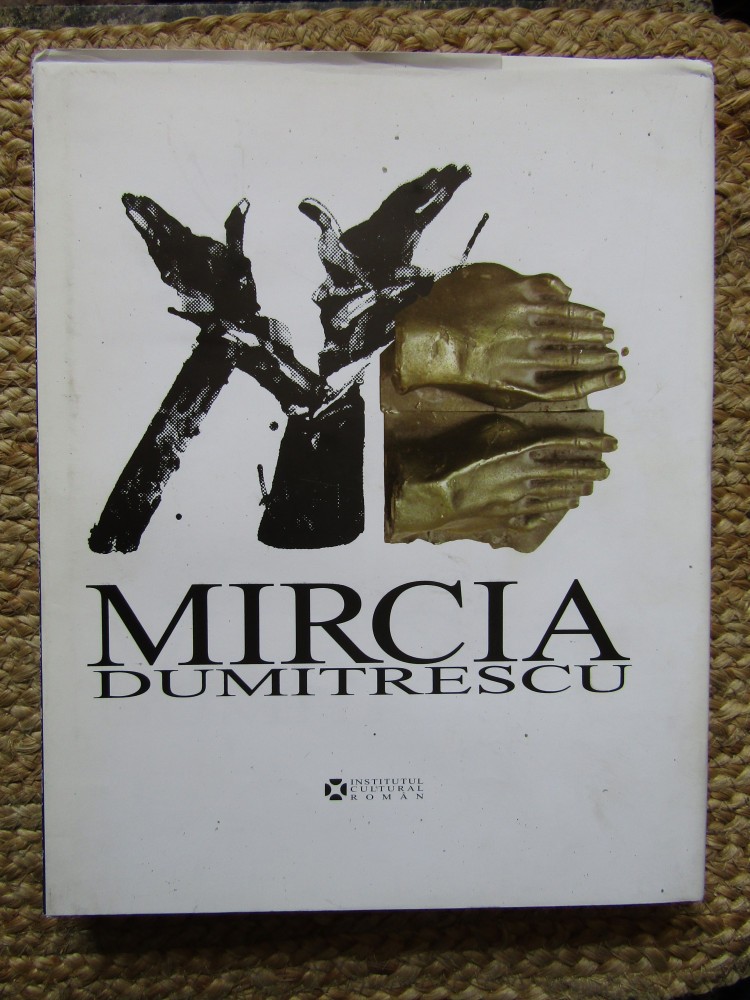 MIRCIA
DUMITRESCU
INSTITUTUL
CULTURAL
ROMÂN